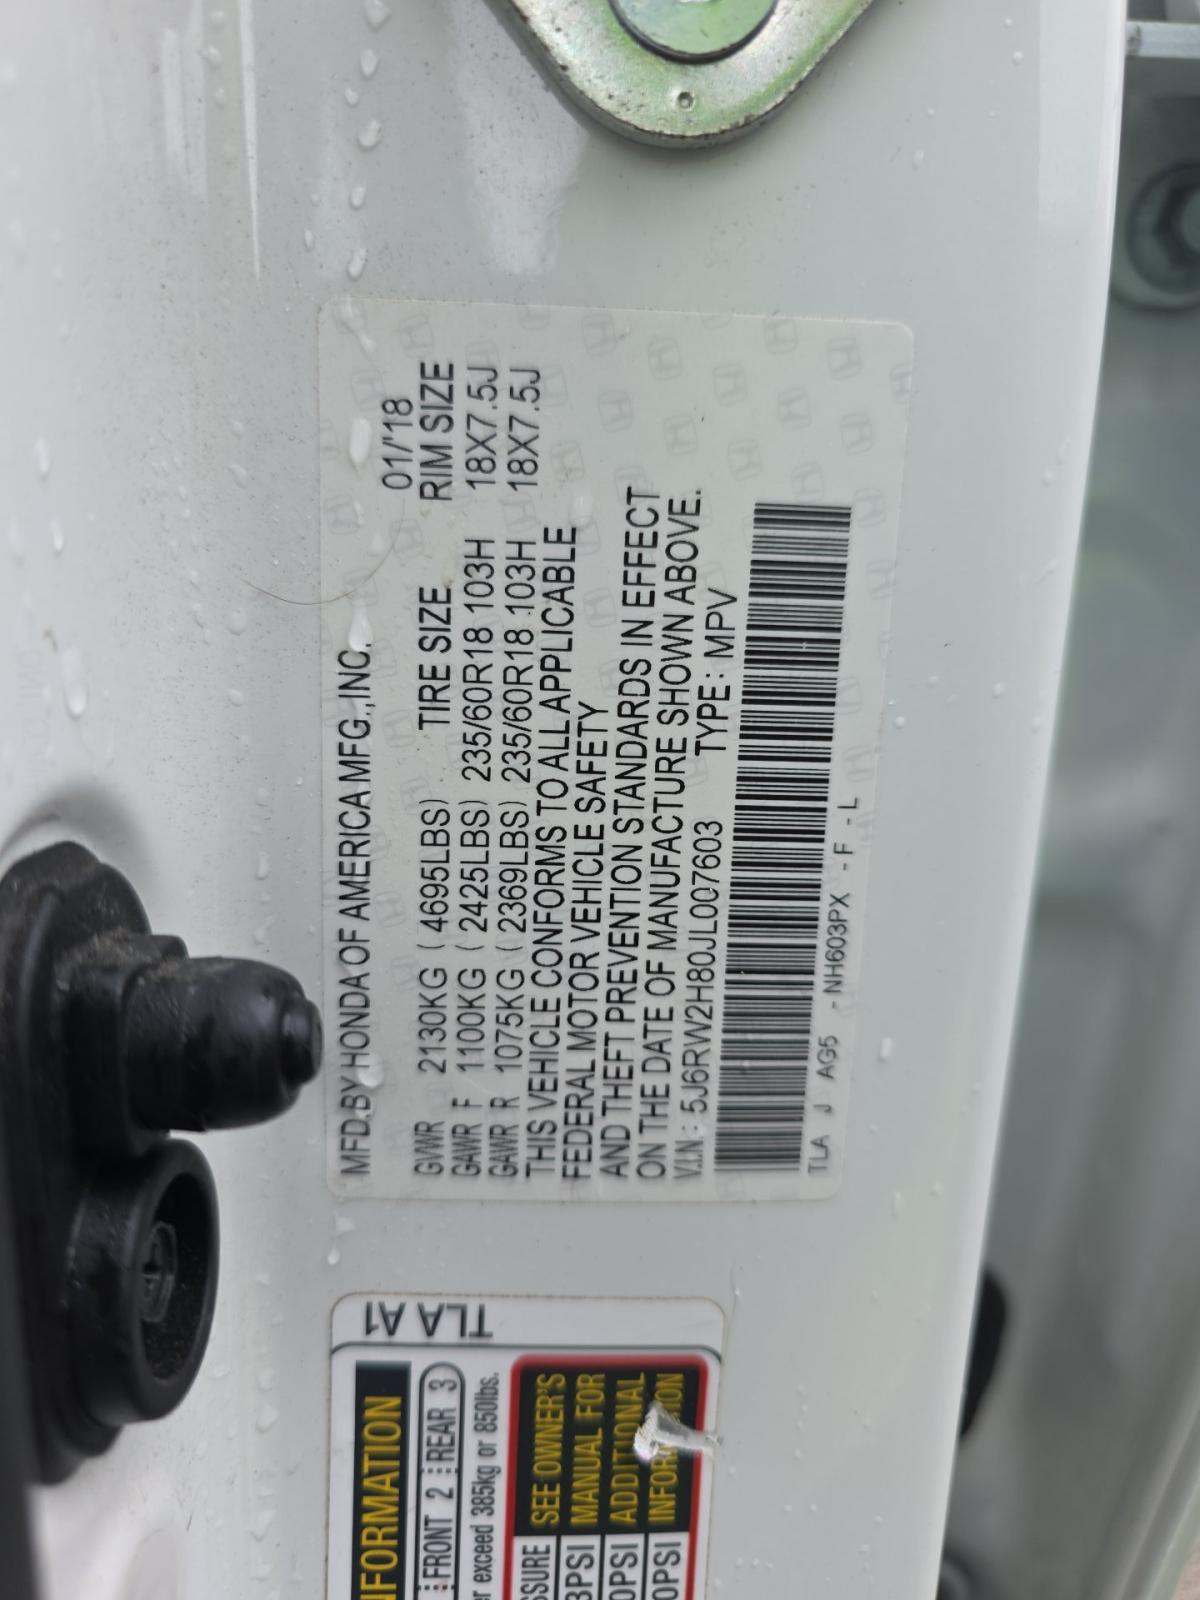 MFD.BY HONDA OF AMERICA MFG.,INC.
01/'18
GVWR 2130KG ( 4695LBS) TIRE SIZE RIM SIZE
GAWR F 1100KG ( 2425LBS) 235/60R18 103H 18X7.5J
GAWR R 1075KG ( 2369LBS) 235/60R18 103H 18X7.5J
THIS VEHICLE CONFORMS TO ALL APPLICABLE
FEDERAL MOTOR VEHICLE SAFETY
AND THEFT PREVENTION STANDARDS IN EFFECT
ON THE DATE OF MANUFACTURE SHOWN ABOVE.
V.I.N.: 5J6RW2H80JL007603 TYPE: MPV
TLA J AG5 - NH603PX - F - L
TLA A1
FRONT 2 REAR 3
exceed 385kg or 850lbs.
SEE OWNER'S
MANUAL FOR
ADDITIONAL